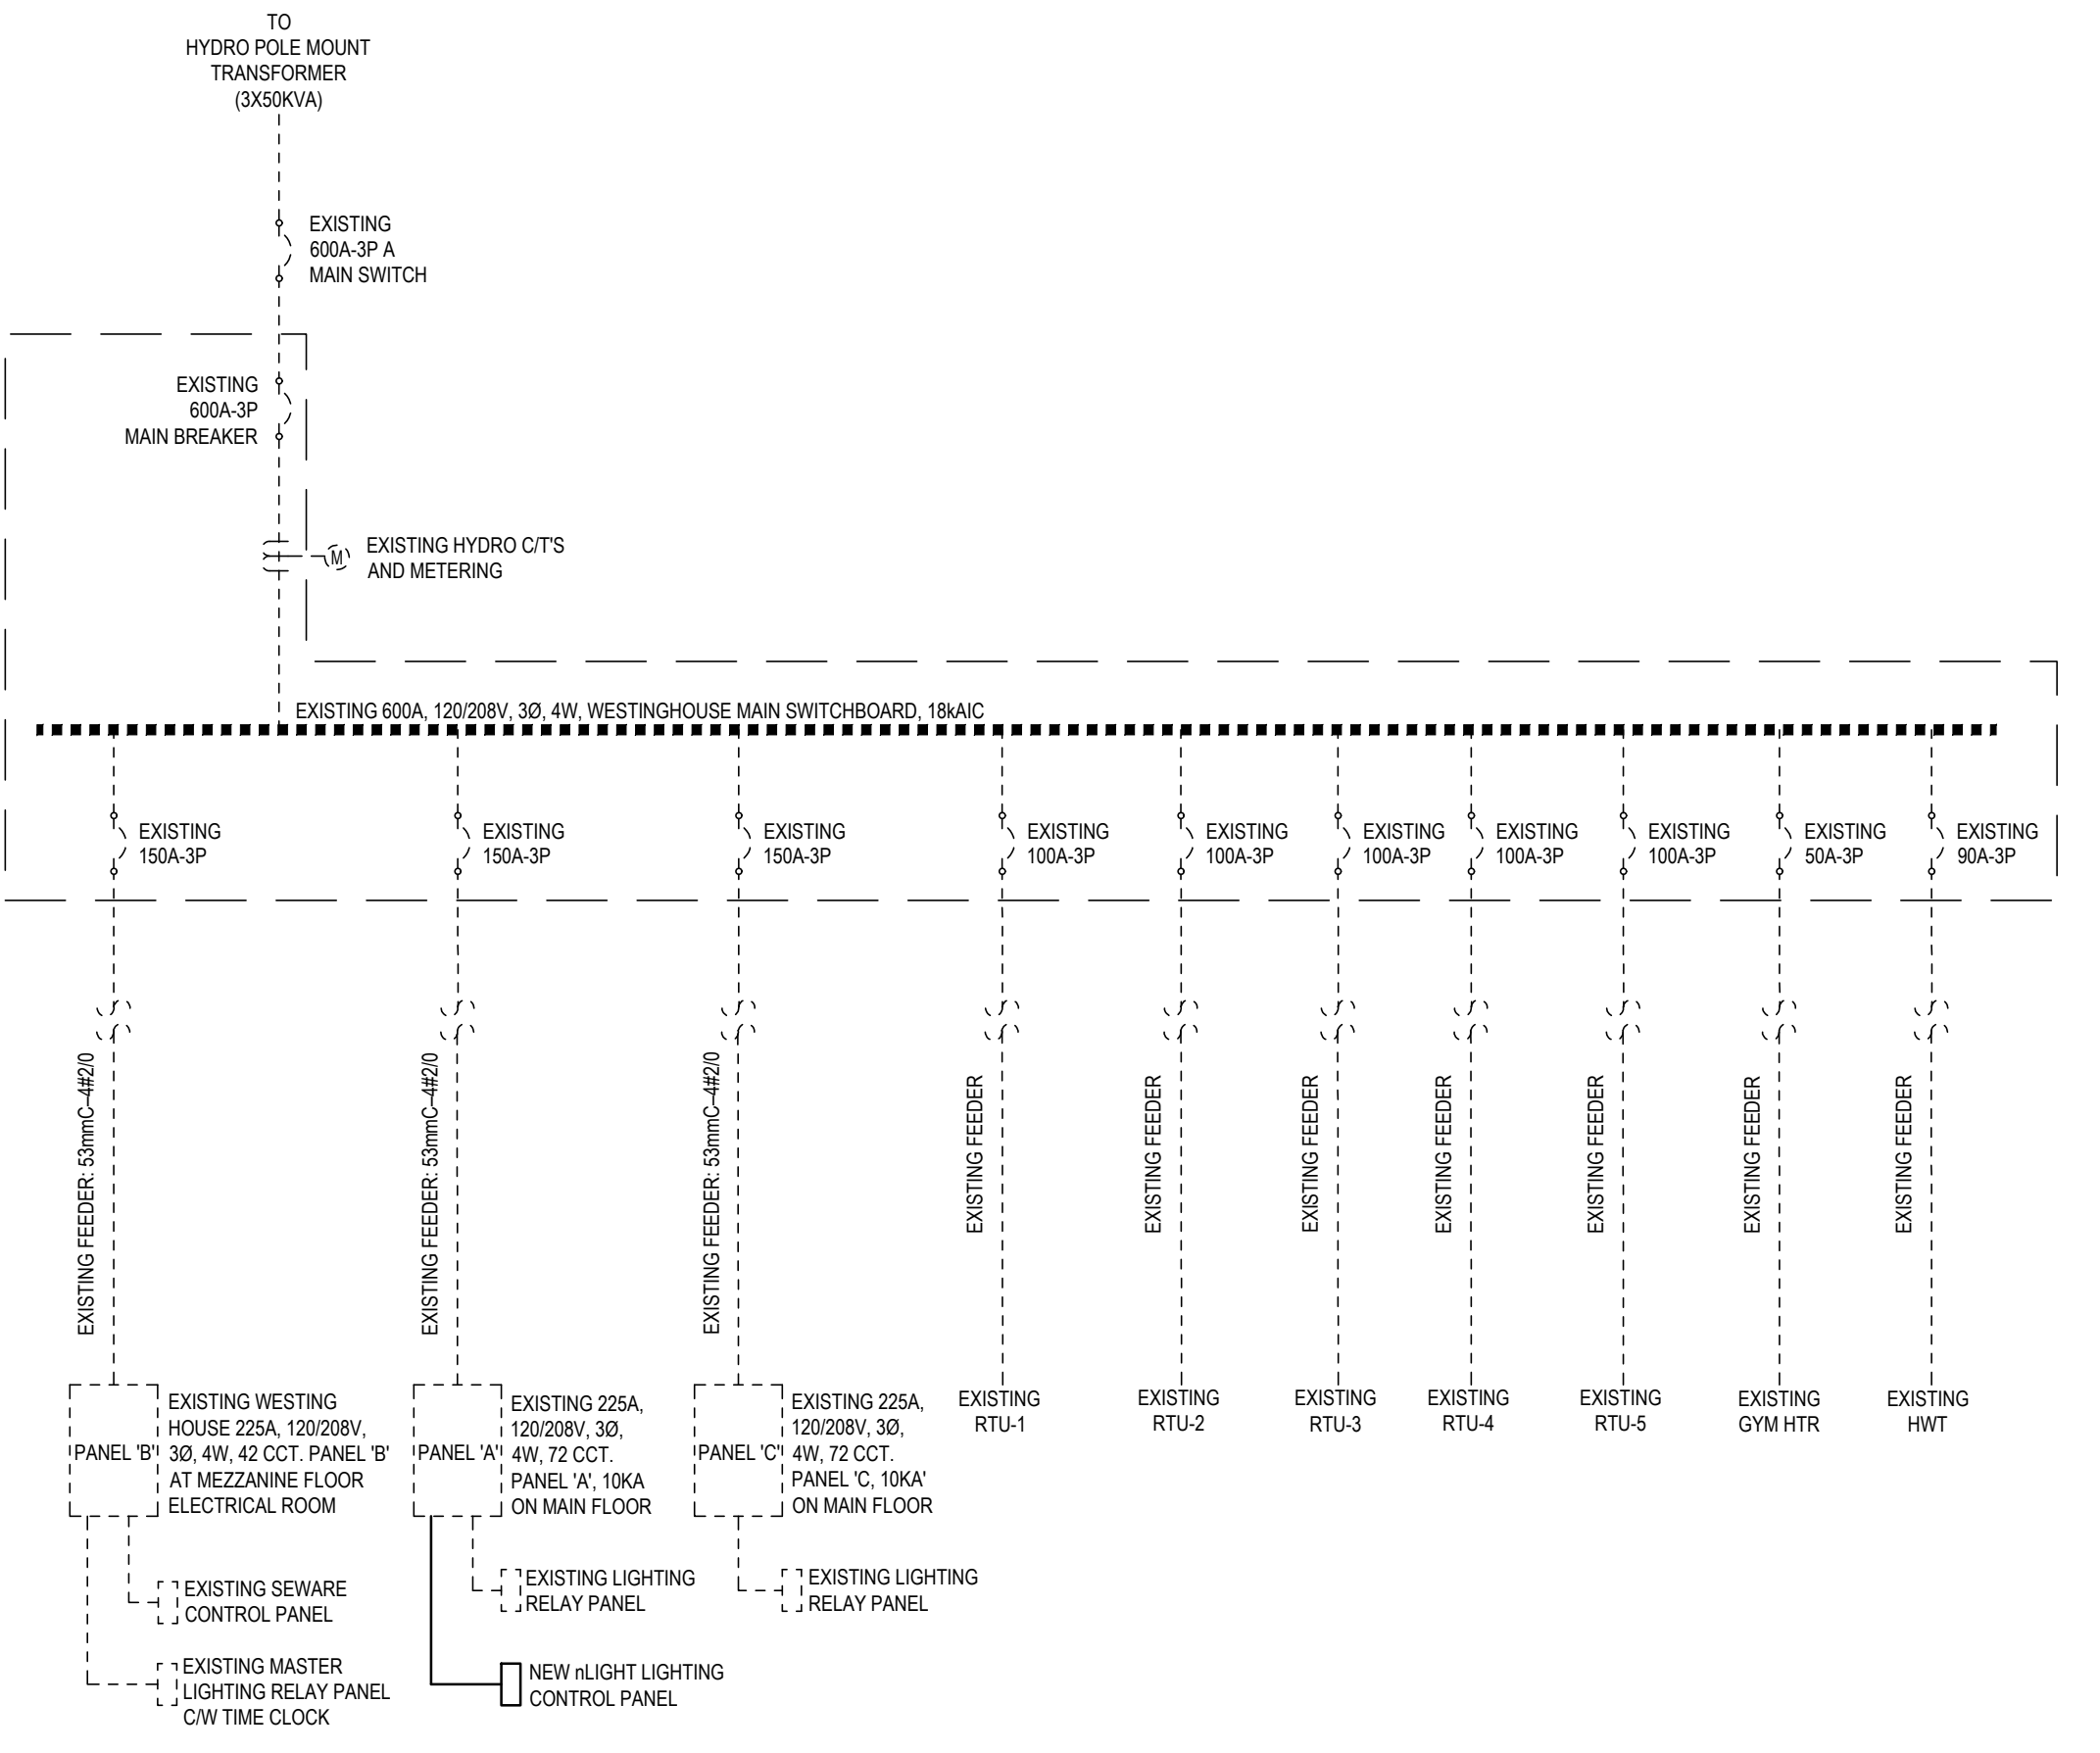 TO
HYDRO POLE MOUNT
TRANSFORMER
(3X50KVA)
EXISTING
600A-3P A
MAIN SWITCH
EXISTING
600A-3P
MAIN BREAKER
M
EXISTING HYDRO C/T'S
AND METERING
EXISTING 600A, 120/208V, 3Ø, 4W, WESTINGHOUSE MAIN SWITCHBOARD, 18kAIC
EXISTING
150A-3P
EXISTING
150A-3P
EXISTING
150A-3P
EXISTING
100A-3P
EXISTING
100A-3P
EXISTING
100A-3P
EXISTING
100A-3P
EXISTING
100A-3P
EXISTING
50A-3P
EXISTING
90A-3P
EXISTING FEEDER: 53mmC–4#2/0
EXISTING FEEDER: 53mmC–4#2/0
EXISTING FEEDER: 53mmC–4#2/0
EXISTING FEEDER
EXISTING FEEDER
EXISTING FEEDER
EXISTING FEEDER
EXISTING FEEDER
EXISTING FEEDER
EXISTING FEEDER
PANEL 'B'
EXISTING WESTING
HOUSE 225A, 120/208V,
3Ø, 4W, 42 CCT. PANEL 'B'
AT MEZZANINE FLOOR
ELECTRICAL ROOM
PANEL 'A'
EXISTING 225A,
120/208V, 3Ø,
4W, 72 CCT.
PANEL 'A', 10KA
ON MAIN FLOOR
PANEL 'C'
EXISTING 225A,
120/208V, 3Ø,
4W, 72 CCT.
PANEL 'C, 10KA'
ON MAIN FLOOR
EXISTING
RTU-1
EXISTING
RTU-2
EXISTING
RTU-3
EXISTING
RTU-4
EXISTING
RTU-5
EXISTING
GYM HTR
EXISTING
HWT
EXISTING SEWARE
CONTROL PANEL
EXISTING MASTER
LIGHTING RELAY PANEL
C/W TIME CLOCK
EXISTING LIGHTING
RELAY PANEL
NEW nLIGHT LIGHTING
CONTROL PANEL
EXISTING LIGHTING
RELAY PANEL